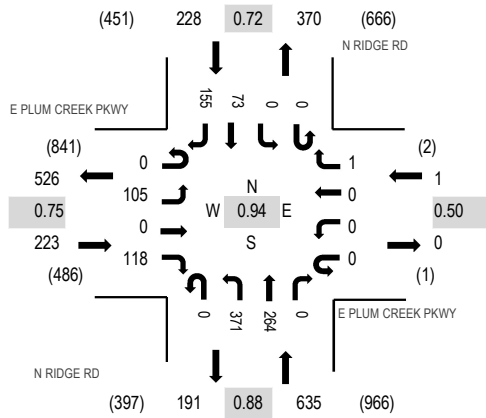 (451) 228 0.72 370 (666)
N RIDGE RD
155 73 0 0
E PLUM CREEK PKWY
(841) 0 1 (2)
526 105 N 0 1
0.75 W 0.94 E 0.50
223 0 S 0 0
(486) 118 0 (1)
0 371 264 0
E PLUM CREEK PKWY
N RIDGE RD
(397) 191 0.88 635 (966)